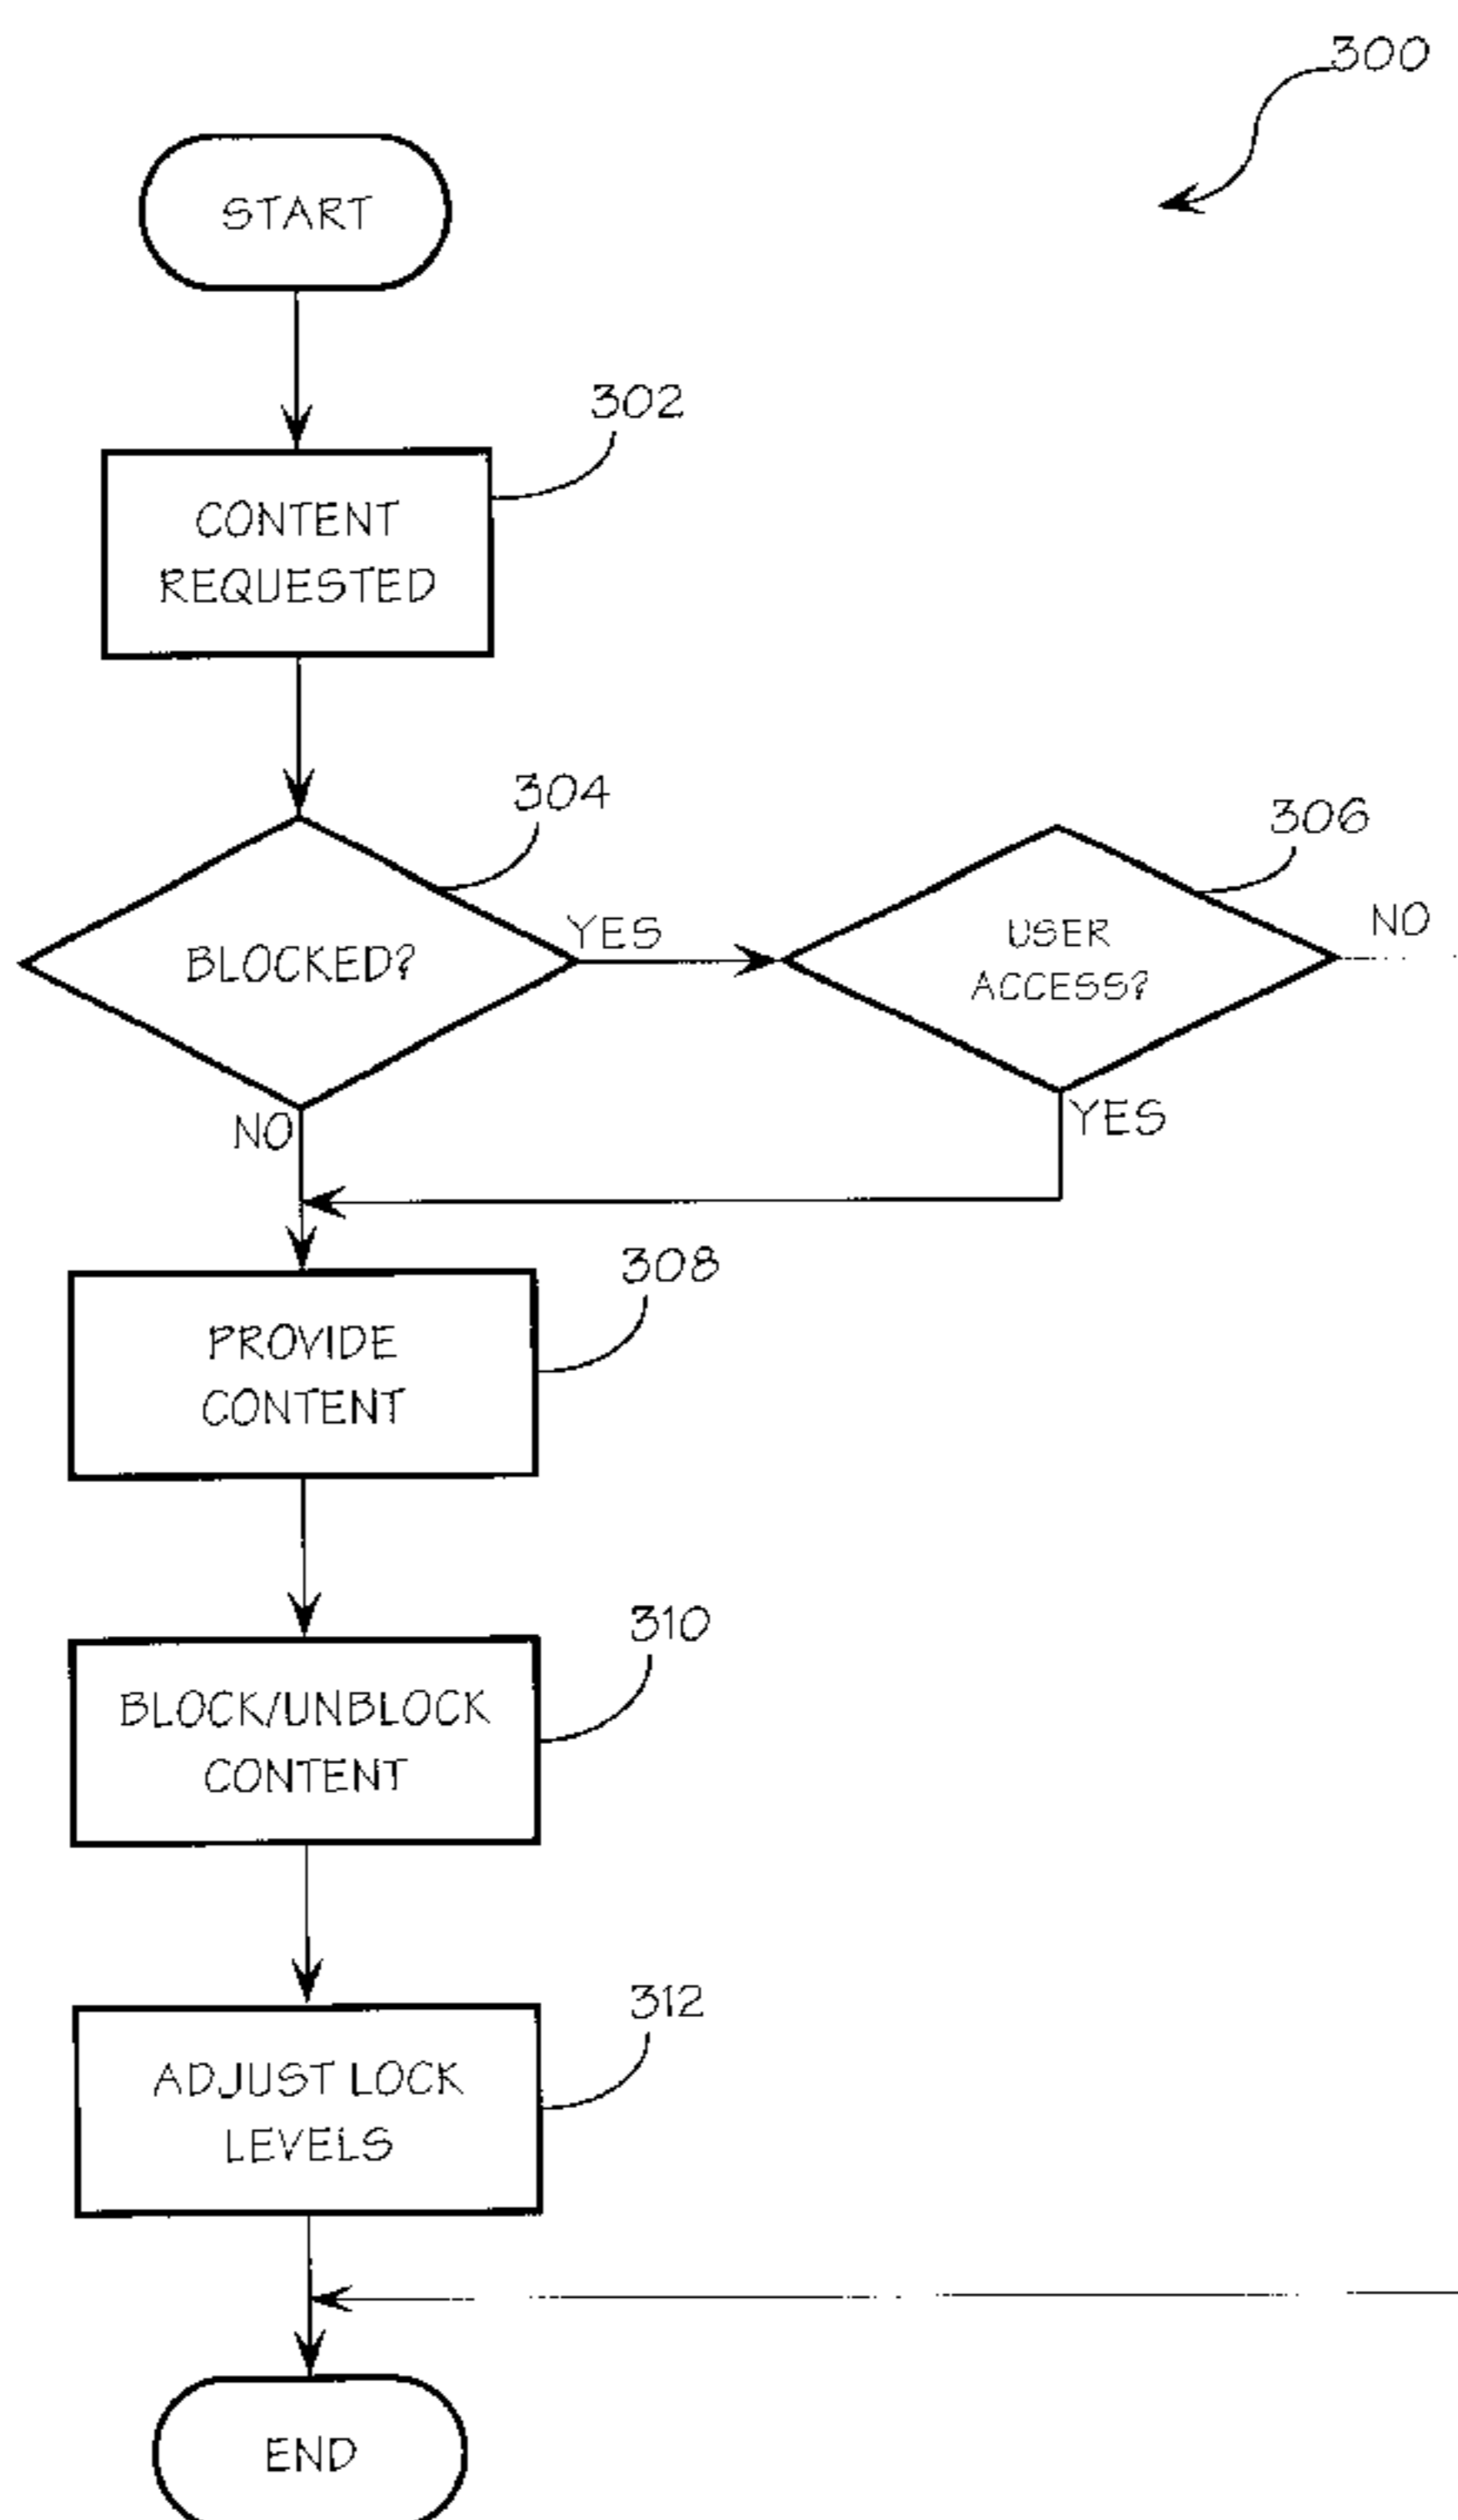 300
START
302
CONTENT
REQUESTED
304
306
BLOCKED?
YES
USER
ACCESS?
NO
NO
YES
308
PROVIDE
CONTENT
310
BLOCK/UNBLOCK
CONTENT
312
ADJUST LOCK
LEVELS
END